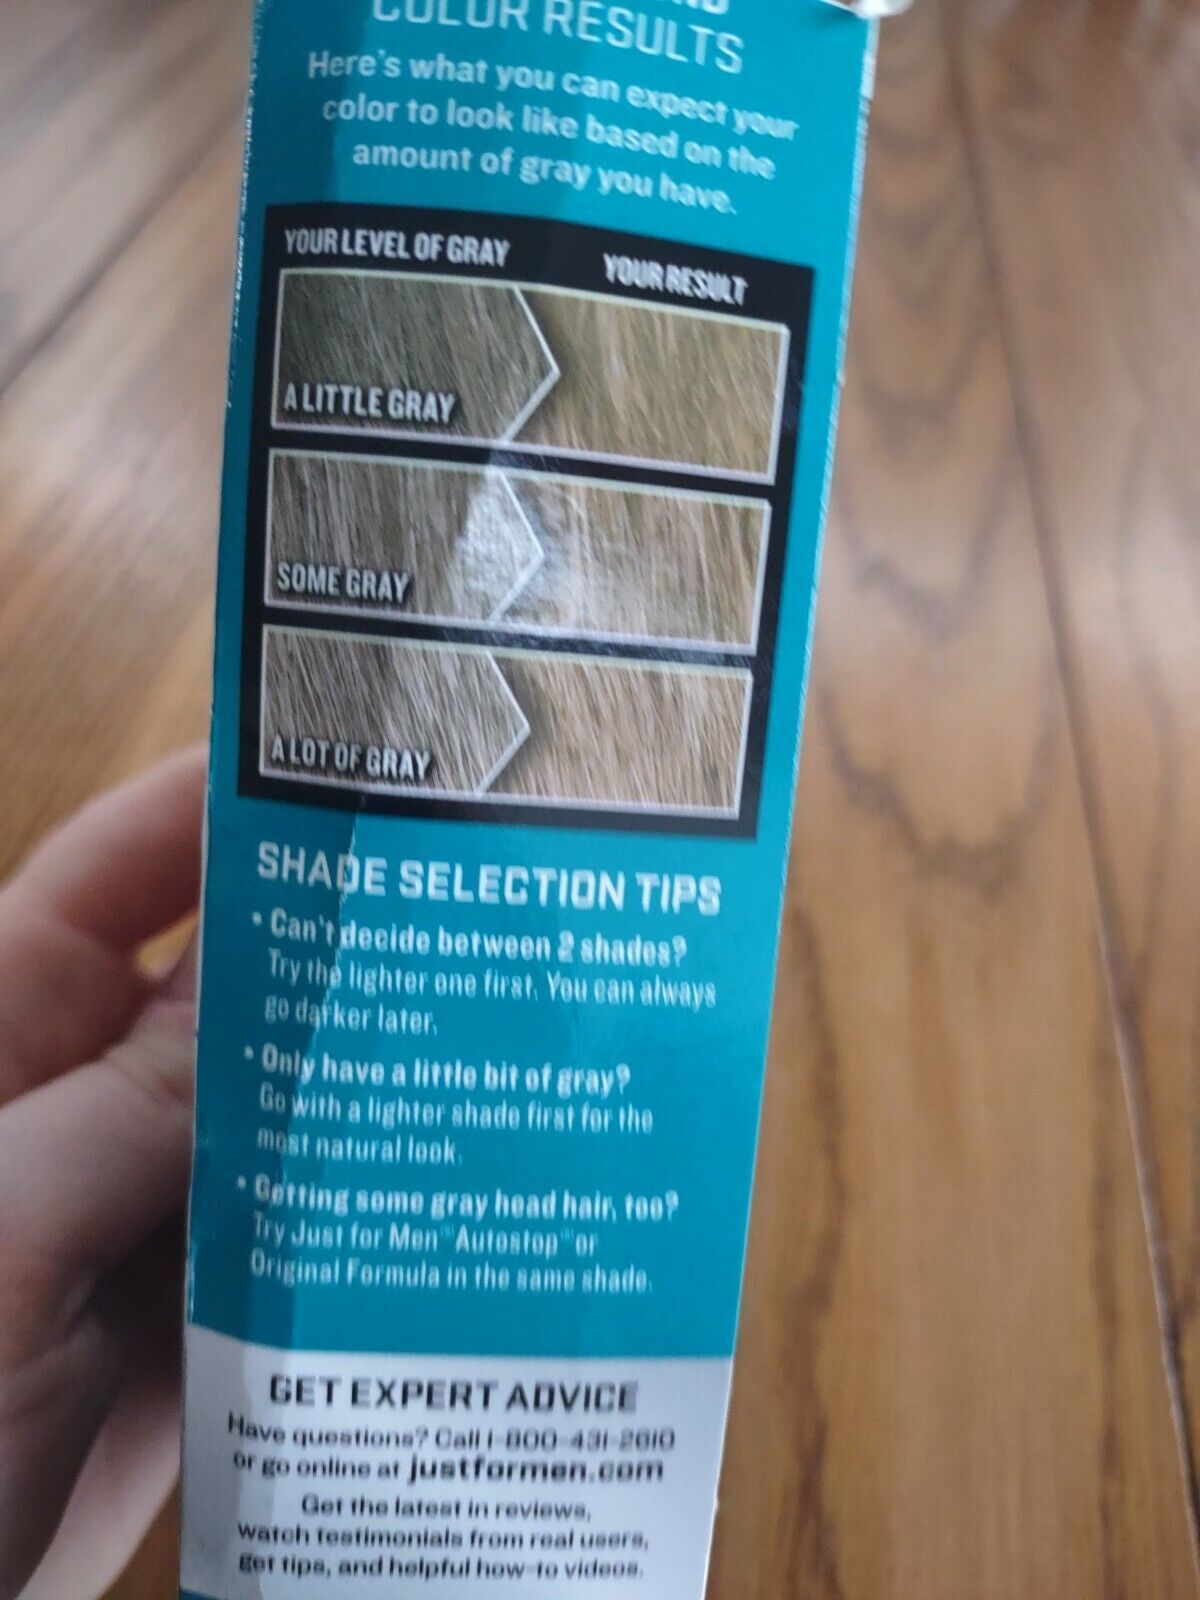 COLOR RESULTS
Here's what you can expect your
color to look like based on the
amount of gray you have.
YOUR LEVEL OF GRAY
YOUR RESULT
A LITTLE GRAY
SOME GRAY
A LOT OF GRAY
SHADE SELECTION TIPS
• Can't decide between 2 shades?
Try the lighter one first. You can always
go darker later.
• Only have a little bit of gray?
Go with a lighter shade first for the
most natural look.
• Getting some gray head hair, too?
Try Just for Men Autostop or
Original Formula in the same shade.
GET EXPERT ADVICE
Have questions? Call 1-800-431-2610
or go online at justformen.com
Get the latest in reviews,
watch testimonials from real users,
get tips, and helpful how-to videos.